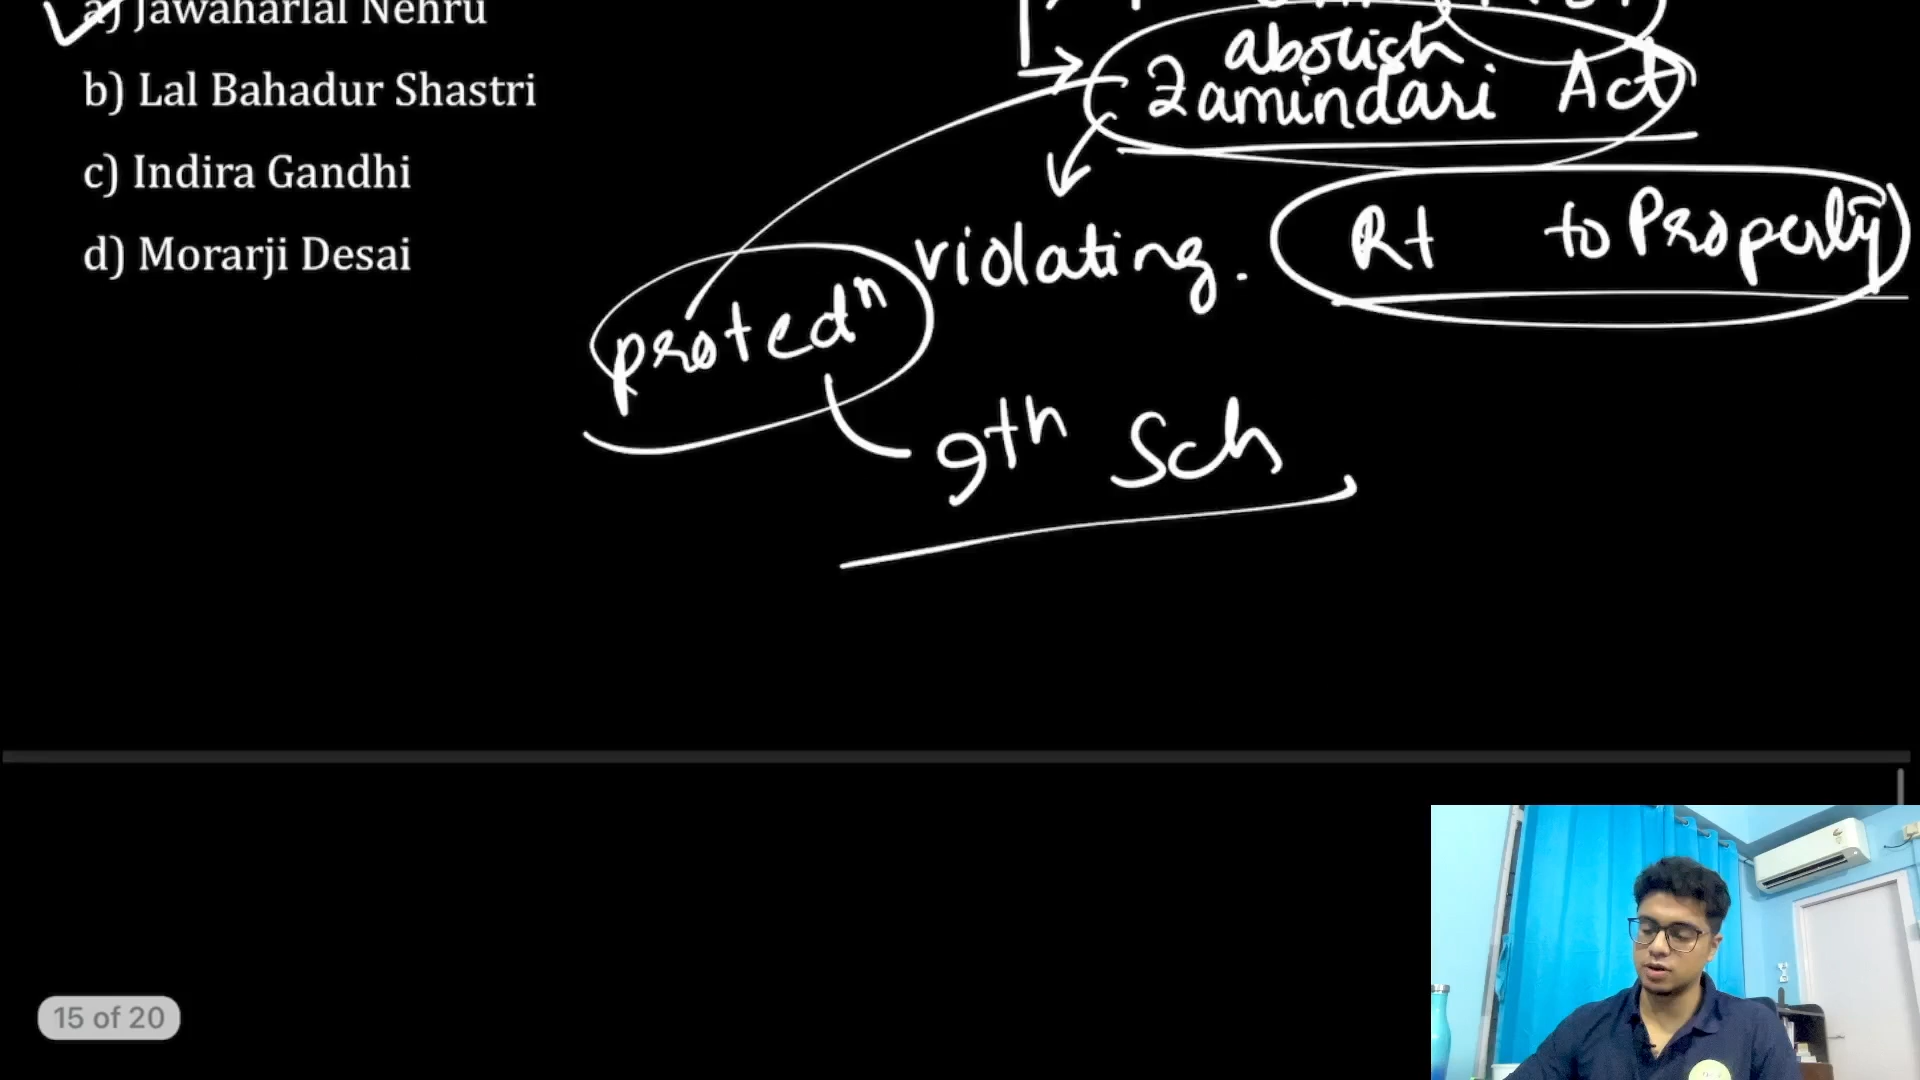 a) Jawaharlal Nehru
b) Lal Bahadur Shastri
c) Indira Gandhi
d) Morarji Desai
abolish
Zamindari Act
violating. Rt to Property
protectⁿ
9th Sch
15 of 20